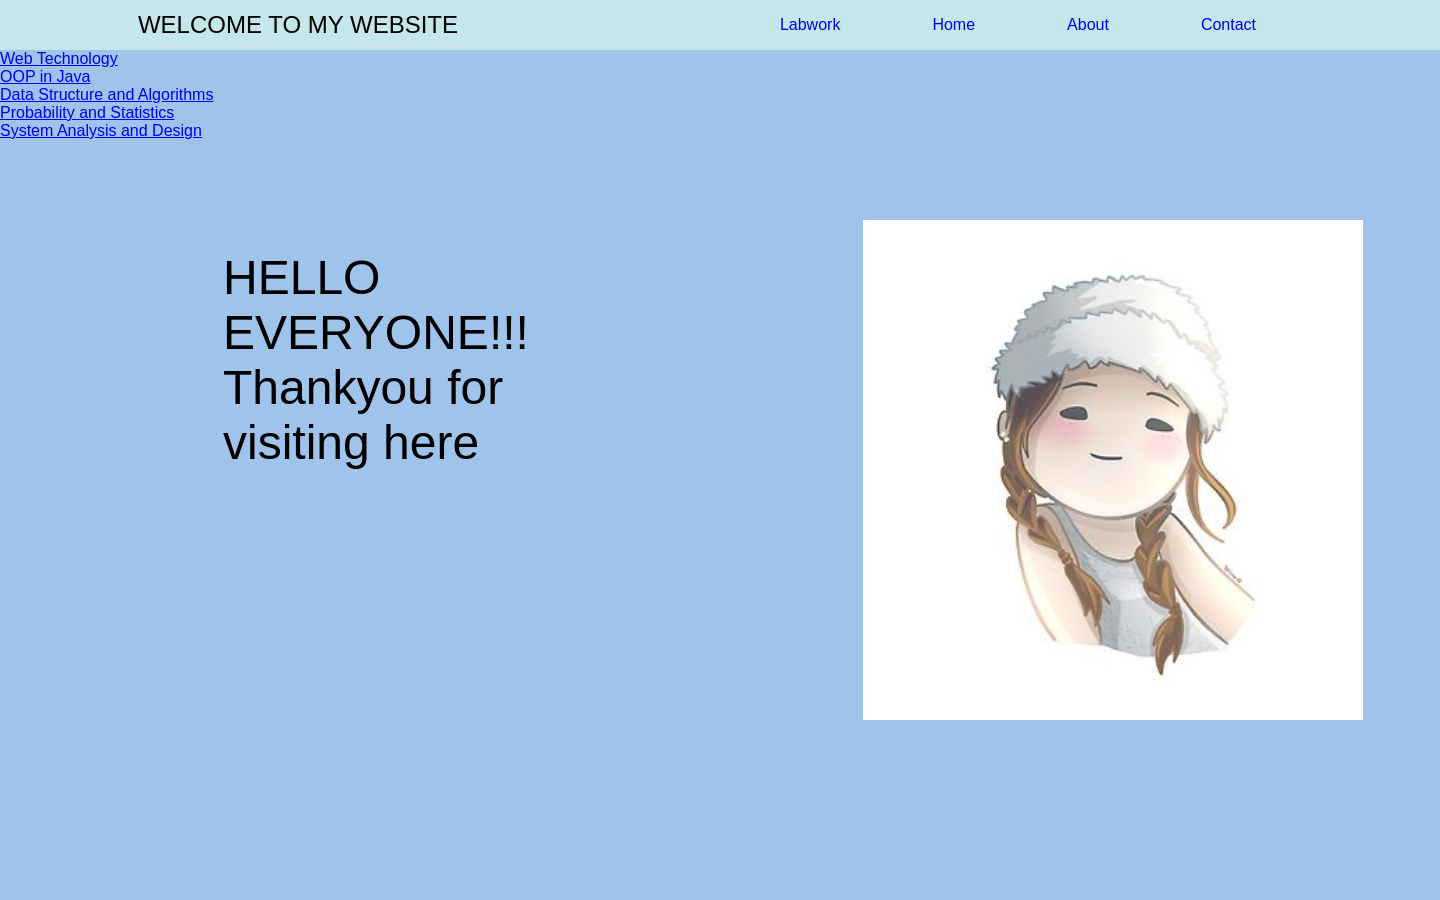 WELCOME TO MY WEBSITE
Labwork
Home
About
Contact
Web Technology
OOP in Java
Data Structure and Algorithms
Probability and Statistics
System Analysis and Design
HELLO
EVERYONE!!!
Thankyou for
visiting here